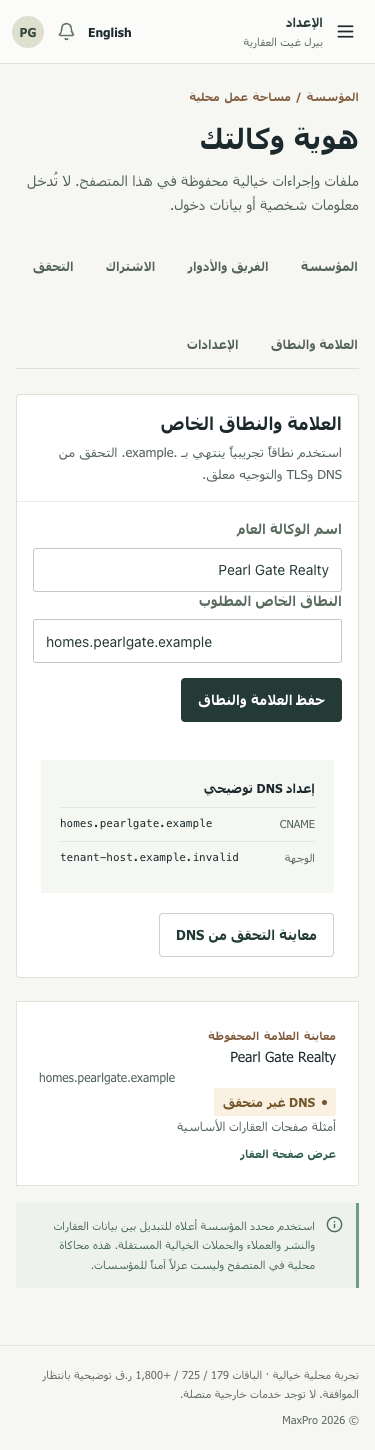 الإعداد
بيرل غيت العقارية
English
PG
المؤسسة / مساحة عمل محلية
هوية وكالتك
ملفات وإجراءات خيالية محفوظة في هذا المتصفح. لا تُدخل
معلومات شخصية أو بيانات دخول.
المؤسسة
الفريق والأدوار
الاشتراك
التحقق
العلامة والنطاق
الإعدادات
العلامة والنطاق الخاص
استخدم نطاقاً تجريبياً ينتهي بـ .example. التحقق من
DNS وTLS والتوجيه معلق.
اسم الوكالة العام
Pearl Gate Realty
النطاق الخاص المطلوب
homes.pearlgate.example
حفظ العلامة والنطاق
إعداد DNS توضيحي
CNAME homes.pearlgate.example
الوجهة tenant-host.example.invalid
معاينة التحقق من DNS
معاينة العلامة المحفوظة
Pearl Gate Realty
homes.pearlgate.example
• DNS غير متحقق
أمثلة صفحات العقارات الأساسية
عرض صفحة العقار
استخدم محدد المؤسسة أعلاه للتبديل بين بيانات العقارات
والنشر والعملاء والحملات الخيالية المستقلة. هذه محاكاة
محلية في المتصفح وليست عزلاً آمناً للمؤسسات.
تجربة محلية خيالية · الباقات 179 / 725 / +1,800 ر.ق توضيحية بانتظار
الموافقة. لا توجد خدمات خارجية متصلة.
© 2026 MaxPro